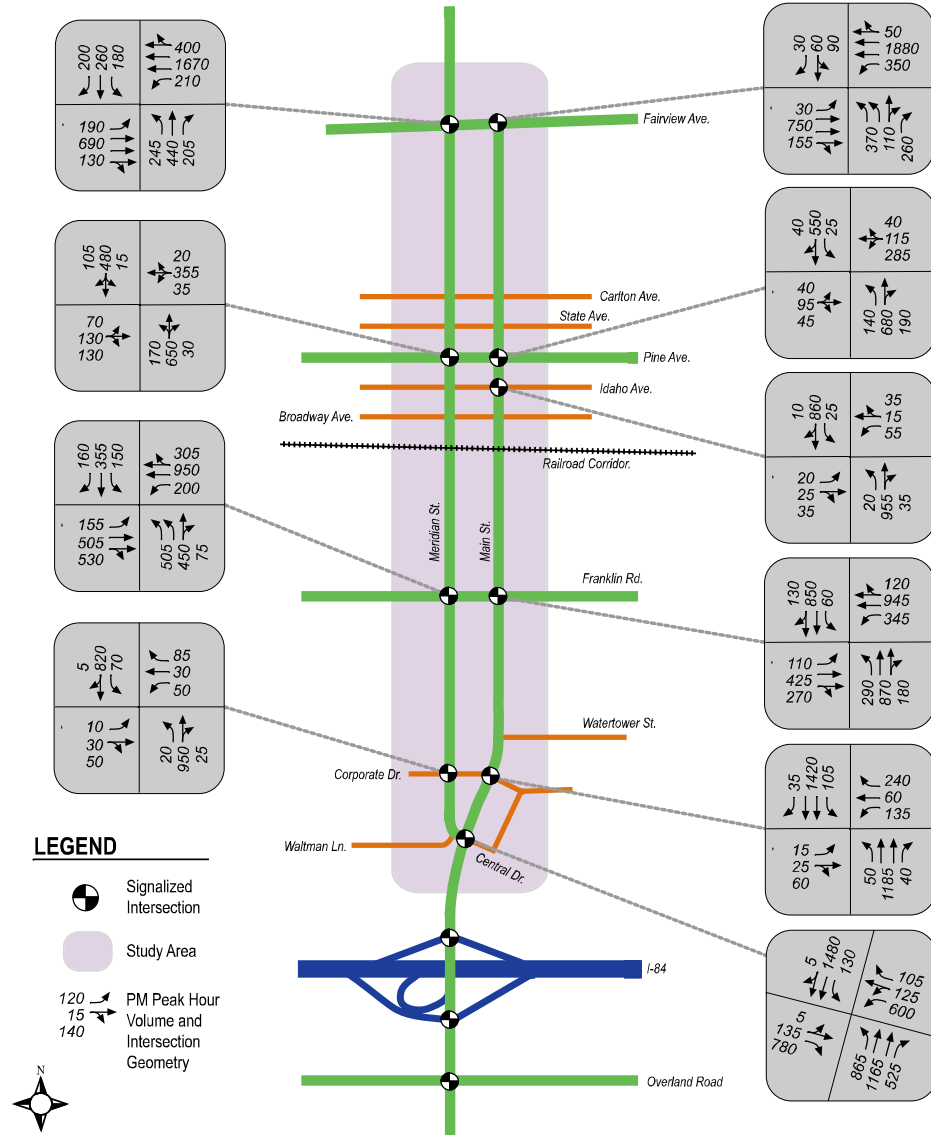 200 260 180
400
1670
210
190
690
130
245 440 205
30 60 90
50
1880
350
30
750
155
370 110 260
Fairview Ave.
105 480 15
20
355
35
70
130
130
170 650 30
40 550 25
40
115
285
40
95
45
140 680 190
Carlton Ave.
State Ave.
Pine Ave.
Idaho Ave.
Broadway Ave.
Railroad Corridor.
10 860 25
35
15
55
20
25
35
20 955 35
160 355 150
305
950
200
155
505
530
505 450 75
Meridian St.
Main St.
Franklin Rd.
130 850 60
120
945
345
110
425
270
290 870 180
5 820 70
85
30
50
10
30
50
20 950 25
Watertower St.
Corporate Dr.
Waltman Ln.
Central Dr.
35 1420 105
240
60
135
15
25
60
50 1185 40
5 1480 130
105
125
600
5
135
780
865 1165 525
I-84
Overland Road
LEGEND
Signalized
Intersection
Study Area
120
15
140
PM Peak Hour
Volume and
Intersection
Geometry
N